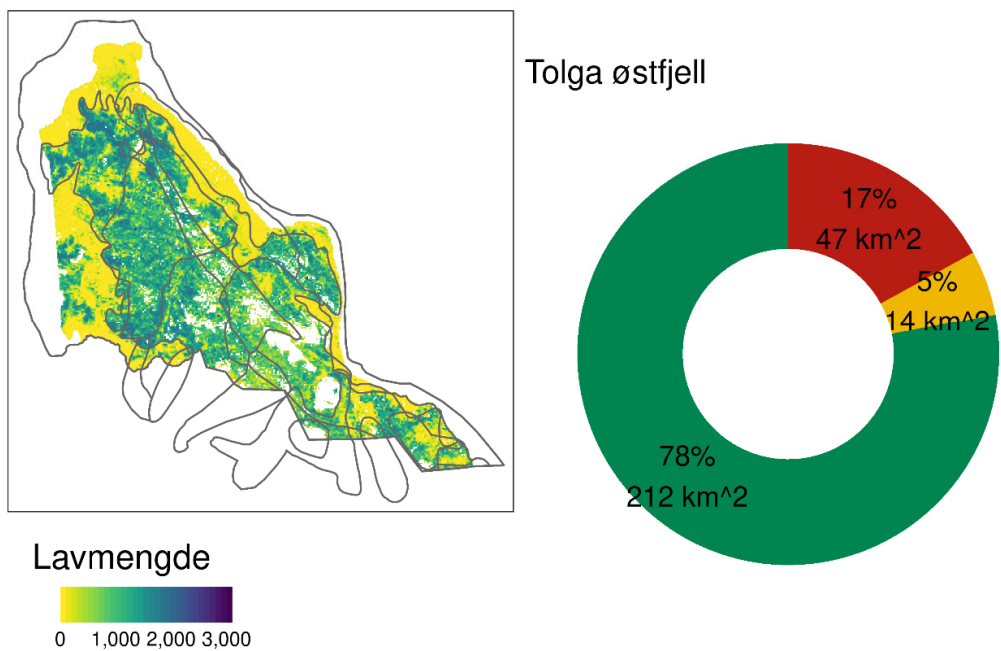 Tolga østfjell
17%
47 km^2
5%
14 km^2
78%
212 km^2
Lavmengde
0 1,000 2,000 3,000